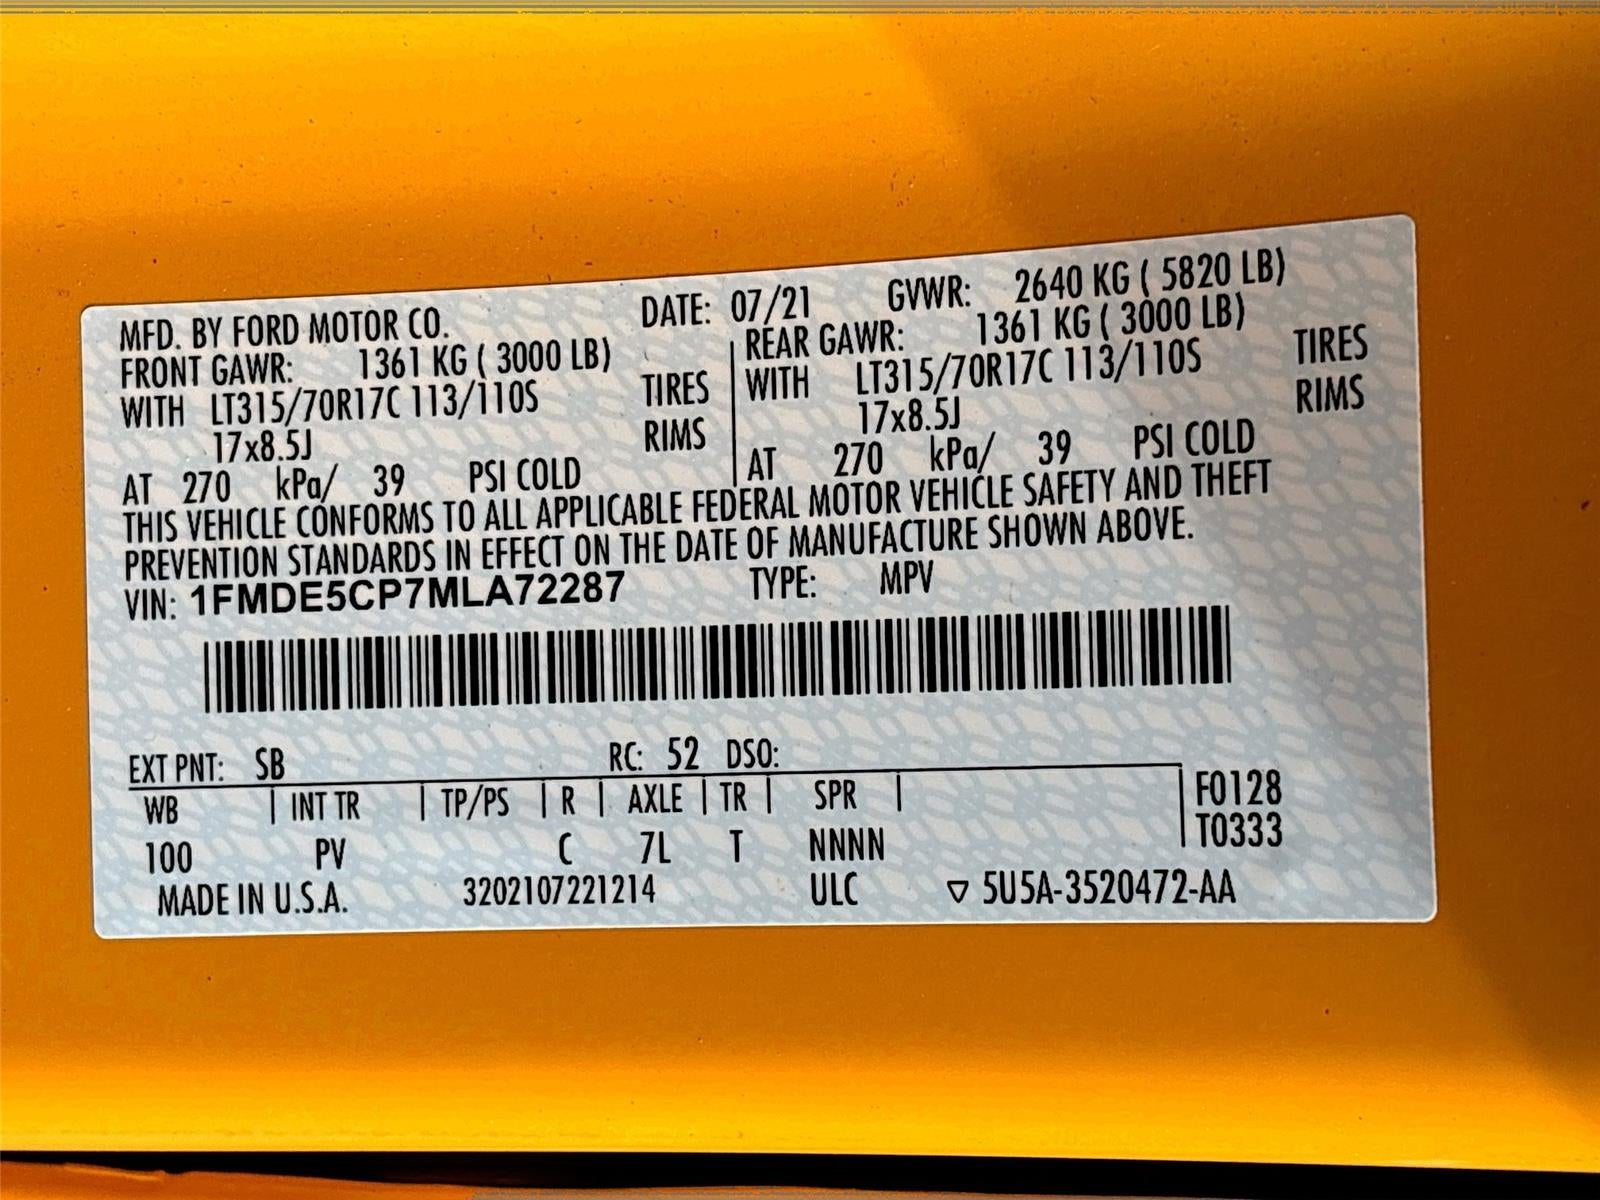 MFD. BY FORD MOTOR CO. DATE: 07/21 GVWR: 2640 KG ( 5820 LB)
FRONT GAWR: 1361 KG ( 3000 LB) REAR GAWR: 1361 KG ( 3000 LB)
WITH LT315/70R17C 113/110S TIRES WITH LT315/70R17C 113/110S TIRES
17x8.5J RIMS 17x8.5J RIMS
AT 270 kPa/ 39 PSI COLD AT 270 kPa/ 39 PSI COLD
THIS VEHICLE CONFORMS TO ALL APPLICABLE FEDERAL MOTOR VEHICLE SAFETY AND THEFT
PREVENTION STANDARDS IN EFFECT ON THE DATE OF MANUFACTURE SHOWN ABOVE.
VIN: 1FMDE5CP7MLA72287 TYPE: MPV
EXT PNT: SB RC: 52 DSO:
WB | INT TR | TP/PS | R | AXLE | TR | SPR | F0128
100 PV C 7L T NNNN T0333
MADE IN U.S.A. 3202107221214 ULC ▽ 5U5A-3520472-AA